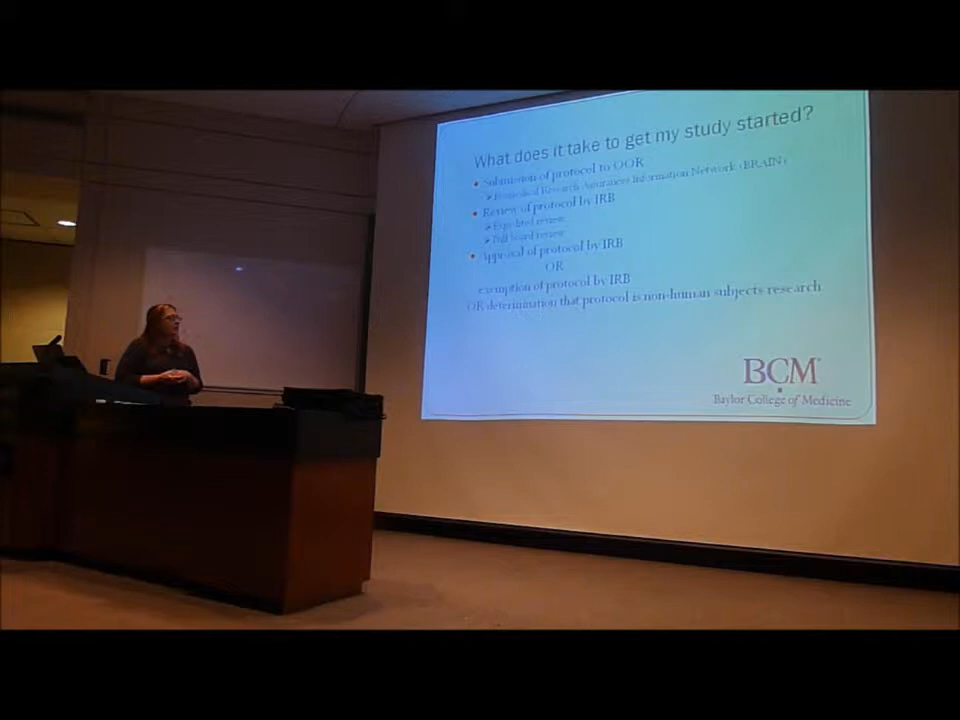 What does it take to get my study started?
• Submission of protocol to OOR
➢ Biomedical Research Assurance Information Network (BRAIN)
• Review of protocol by IRB
➢ Expedited review
➢ Full board review
• Approval of protocol by IRB
OR
exemption of protocol by IRB
OR determination that protocol is non-human subjects research
BCM®
Baylor College of Medicine